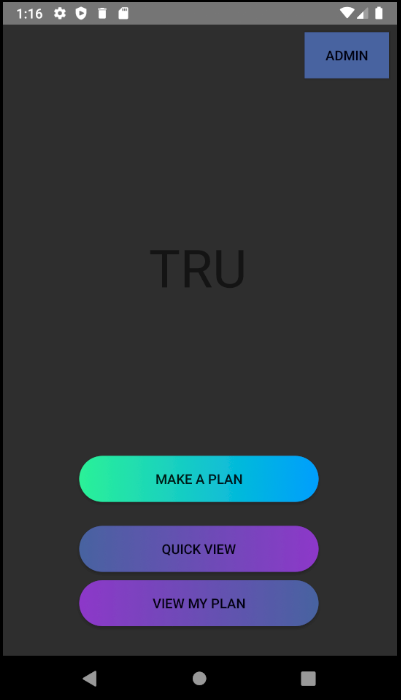 1:16
ADMIN
TRU
MAKE A PLAN
QUICK VIEW
VIEW MY PLAN